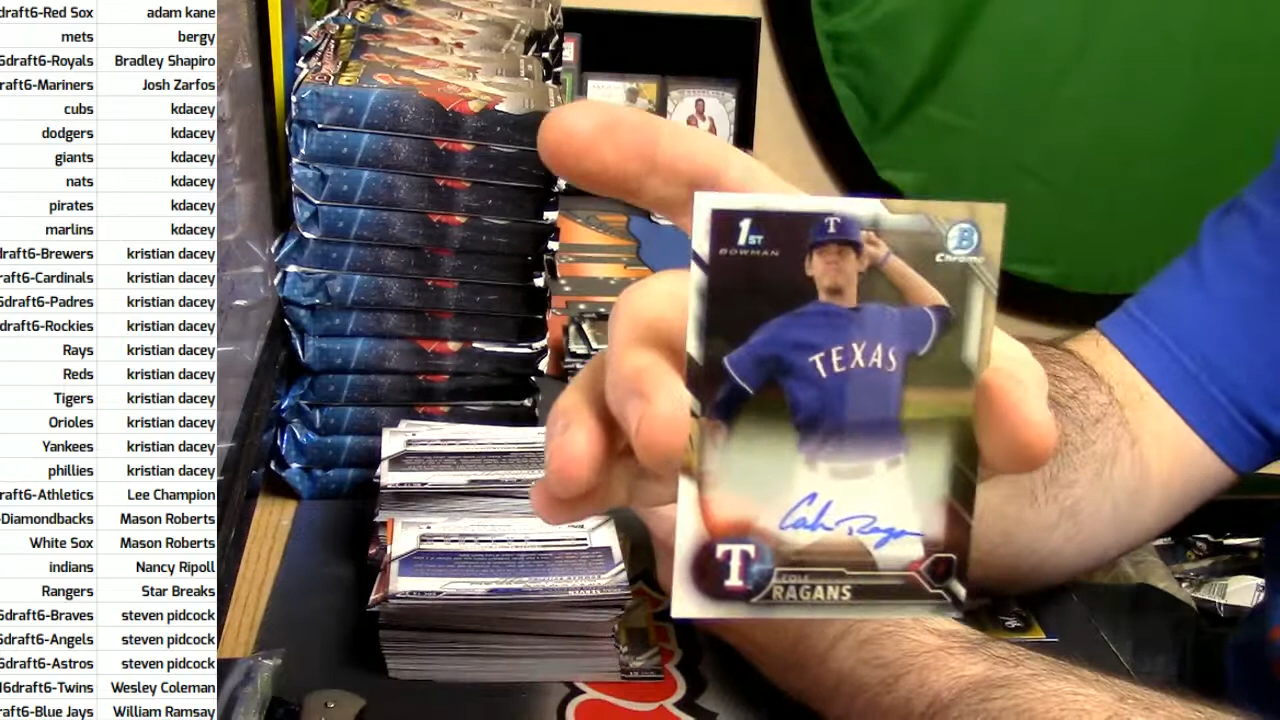 draft6-Red Sox adam kane
mets bergy
6draft6-Royals Bradley Shapiro
raft6-Mariners Josh Zarfos
cubs kdacey
dodgers kdacey
giants kdacey
nats kdacey
pirates kdacey
marlins kdacey
draft6-Brewers kristian dacey
raft6-Cardinals kristian dacey
6draft6-Padres kristian dacey
draft6-Rockies kristian dacey
Rays kristian dacey
Reds kristian dacey
Tigers kristian dacey
Orioles kristian dacey
Yankees kristian dacey
phillies kristian dacey
raft6-Athletics Lee Champion
-Diamondbacks Mason Roberts
White Sox Mason Roberts
indians Nancy Ripoll
Rangers Star Breaks
6draft6-Braves steven pidcock
draft6-Angels steven pidcock
6draft6-Astros steven pidcock
16draft6-Twins Wesley Coleman
raft6-Blue Jays William Ramsay
1ST
BOWMAN
B
Chrome
T
TEXAS
Cole Ragans
T
COLE
RAGANS